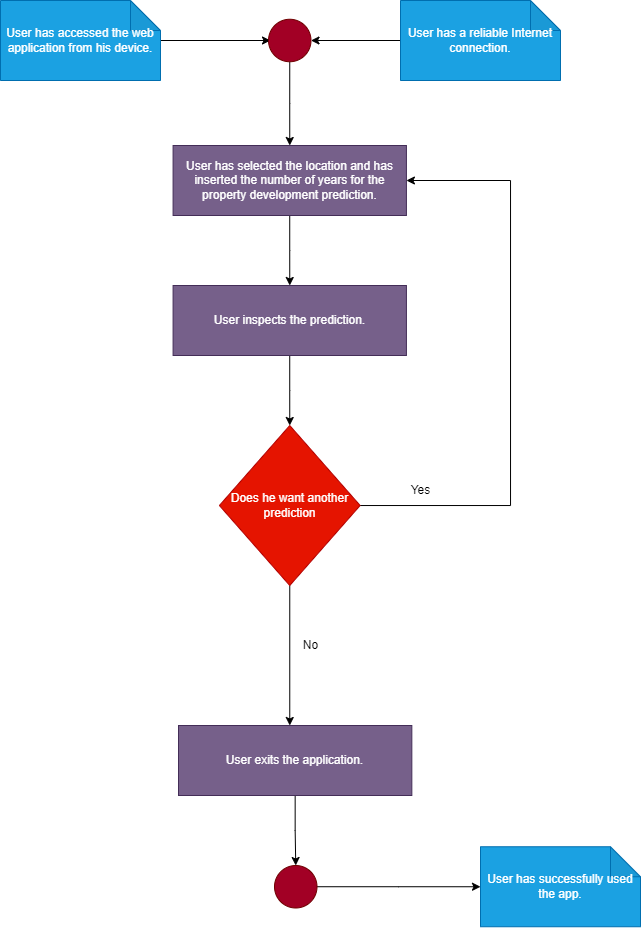 User has accessed the web
application from his device.
User has a reliable Internet
connection.
User has selected the location and has
inserted the number of years for the
property development prediction.
User inspects the prediction.
Does he want another
prediction
Yes
No
User exits the application.
User has successfully used
the app.